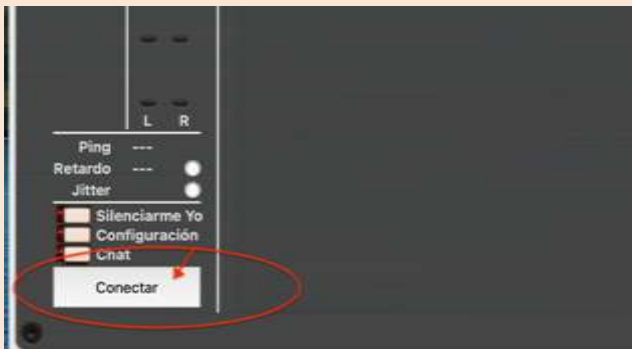 L R
Ping ---
Retardo ---
Jitter
Silenciarme Yo
Configuración
Chat
Conectar